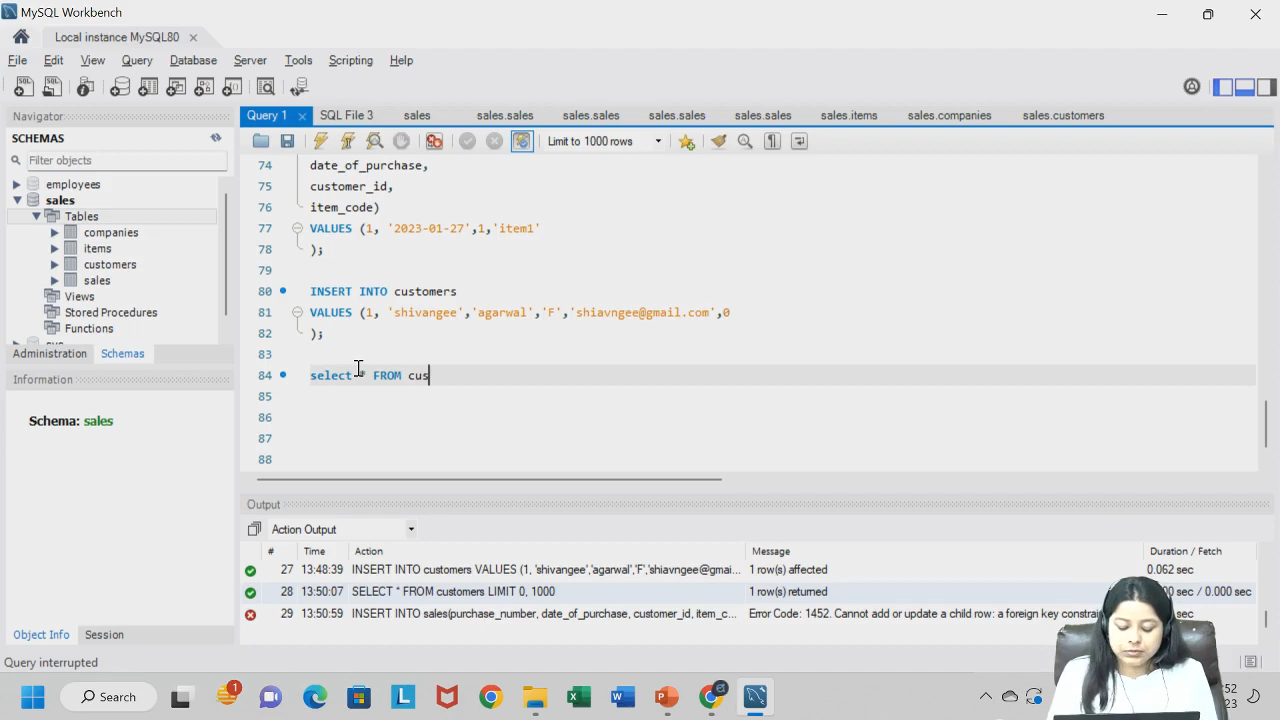 MySQL Workbench
Local instance MySQL80
File Edit View Query Database Server Tools Scripting Help
Navigator
SCHEMAS
Filter objects
employees
sales
Tables
companies
items
customers
sales
Views
Stored Procedures
Functions
Administration Schemas
Information
Schema: sales
Object Info Session
Query interrupted
Query 1 SQL File 3 sales sales.sales sales.sales sales.sales sales.sales sales.items sales.companies sales.customers
Limit to 1000 rows
74 date_of_purchase,
75 customer_id,
76 item_code)
77 VALUES (1, '2023-01-27',1,'item1'
78 );
79
80 INSERT INTO customers
81 VALUES (1, 'shivangee','agarwal','F','shiavngee@gmail.com',0
82 );
83
84 select * FROM cus
85
86
87
88
Output
Action Output
# Time Action Message Duration / Fetch
27 13:48:39 INSERT INTO customers VALUES (1, 'shivangee','agarwal','F','shiavngee@gmai... 1 row(s) affected 0.062 sec
28 13:50:07 SELECT * FROM customers LIMIT 0, 1000 1 row(s) returned sec / 0.000 sec
29 13:50:59 INSERT INTO sales(purchase_number, date_of_purchase, customer_id, item_c... Error Code: 1452. Cannot add or update a child row: a foreign key constrain sec
Search
1